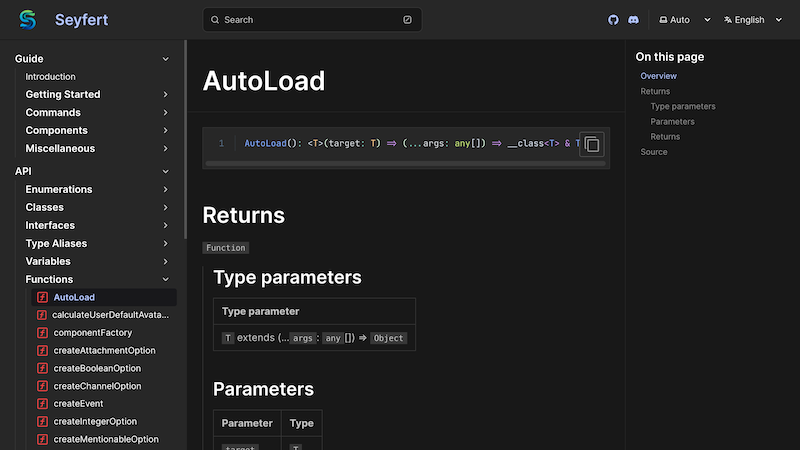 Seyfert
Search
Auto
English
Guide
Introduction
Getting Started
Commands
Components
Miscellaneous
API
Enumerations
Classes
Interfaces
Type Aliases
Variables
Functions
AutoLoad
calculateUserDefaultAvata...
componentFactory
createAttachmentOption
createBooleanOption
createChannelOption
createEvent
createIntegerOption
createMentionableOption
AutoLoad
1 AutoLoad(): <T>(target: T) => (...args: any[]) => __class<T> & T
Returns
Function
Type parameters
Type parameter
T extends (...args: any []) => Object
Parameters
Parameter Type
target T
On this page
Overview
Returns
Type parameters
Parameters
Returns
Source